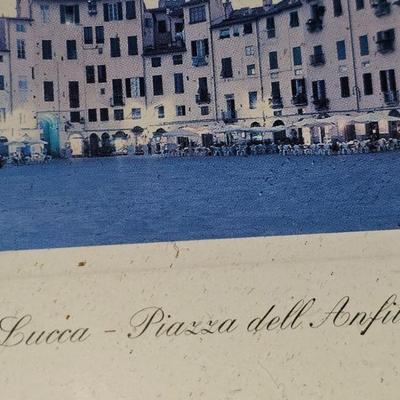 Lucca - Piazza dell Anfi